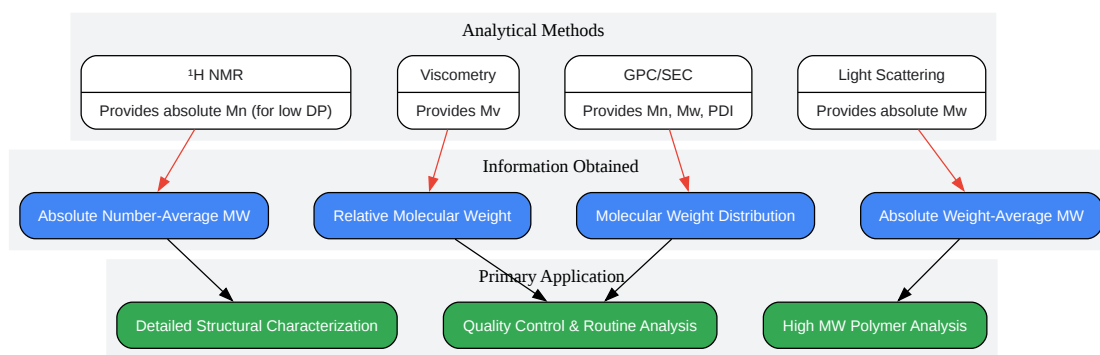 Analytical Methods
¹H NMR
Provides absolute Mn (for low DP)
Viscometry
Provides Mv
GPC/SEC
Provides Mn, Mw, PDI
Light Scattering
Provides absolute Mw
Information Obtained
Absolute Number-Average MW
Relative Molecular Weight
Molecular Weight Distribution
Absolute Weight-Average MW
Primary Application
Detailed Structural Characterization
Quality Control & Routine Analysis
High MW Polymer Analysis